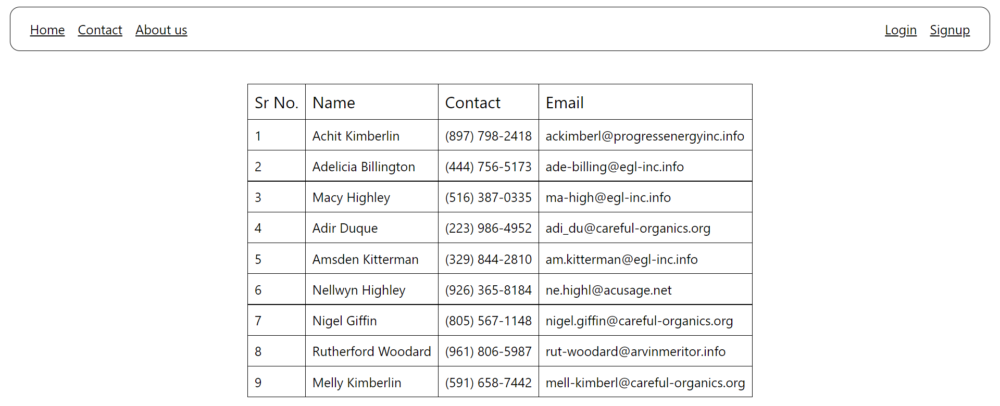 Home Contact About us Login Signup
Sr No. Name Contact Email
1 Achit Kimberlin (897) 798-2418 ackimberl@progressenergyinc.info
2 Adelicia Billington (444) 756-5173 ade-billing@egl-inc.info
3 Macy Highley (516) 387-0335 ma-high@egl-inc.info
4 Adir Duque (223) 986-4952 adi_du@careful-organics.org
5 Amsden Kitterman (329) 844-2810 am.kitterman@egl-inc.info
6 Nellwyn Highley (926) 365-8184 ne.highl@acusage.net
7 Nigel Giffin (805) 567-1148 nigel.giffin@careful-organics.org
8 Rutherford Woodard (961) 806-5987 rut-woodard@arvinmeritor.info
9 Melly Kimberlin (591) 658-7442 mell-kimberl@careful-organics.org